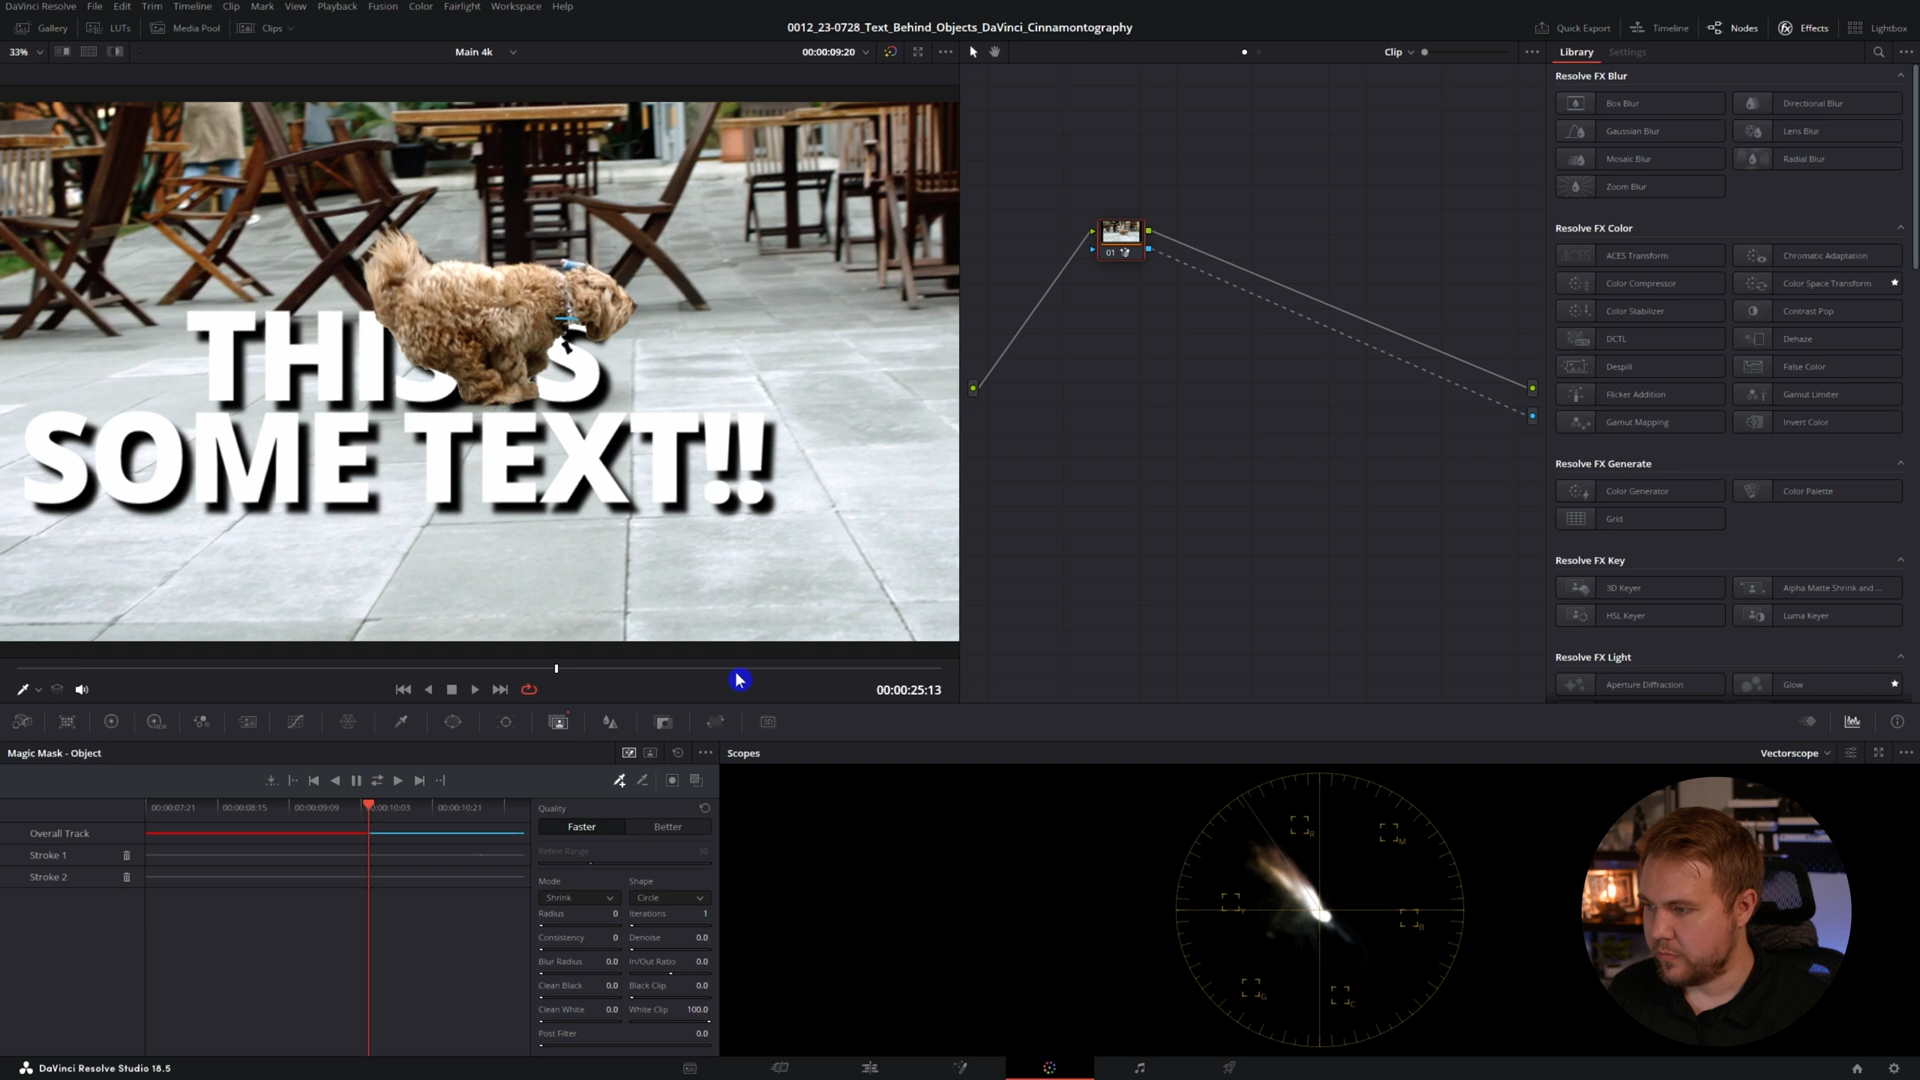 DaVinci Resolve File Edit Trim Timeline Clip Mark View Playback Fusion Color Fairlight Workspace Help
Gallery LUTs Media Pool Clips 0012_23-0728_Text_Behind_Objects_DaVinci_Cinnamontography Quick Export Timeline Nodes Effects Lightbox
33% Main 4k 00:00:09:20 Clip Library Settings
Resolve FX Blur
Box Blur Directional Blur
Gaussian Blur Lens Blur
Mosaic Blur Radial Blur
Zoom Blur
Resolve FX Color
ACES Transform Chromatic Adaptation
Color Compressor Color Space Transform
Color Stabilizer Contrast Pop
DCTL Dehaze
Despill False Color
Flicker Addition Gamut Limiter
Gamut Mapping Invert Color
Resolve FX Generate
Color Generator Color Palette
Grid
Resolve FX Key
3D Keyer Alpha Matte Shrink and ...
HSL Keyer Luma Keyer
Resolve FX Light
Aperture Diffraction Glow
01
THIS IS
SOME TEXT!!
00:00:25:13
Magic Mask - Object Scopes Vectorscope
00:00:07:21 00:00:08:15 00:00:09:09 00:00:10:03 00:00:10:21
Overall Track
Stroke 1
Stroke 2
Quality
Faster Better
Refine Range 30
Mode Shape
Shrink Circle
Radius 0 Iterations 1
Consistency 0 Denoise 0.0
Blur Radius 0.0 In/Out Ratio 0.0
Clean Black 0.0 Black Clip 0.0
Clean White 0.0 White Clip 100.0
Post Filter 0.0
R M
Y B
G C
DaVinci Resolve Studio 18.5